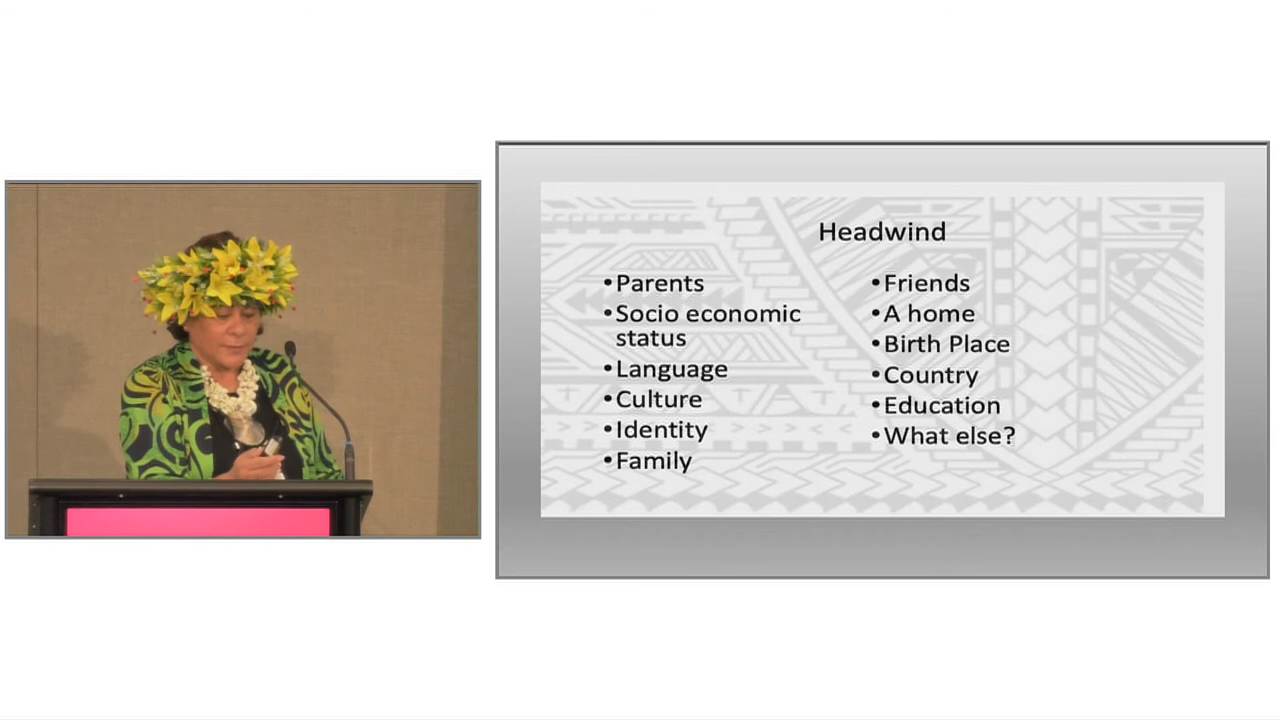 Headwind
•Parents
•Socio economic
status
•Language
•Culture
•Identity
•Family
•Friends
•A home
•Birth Place
•Country
•Education
•What else?